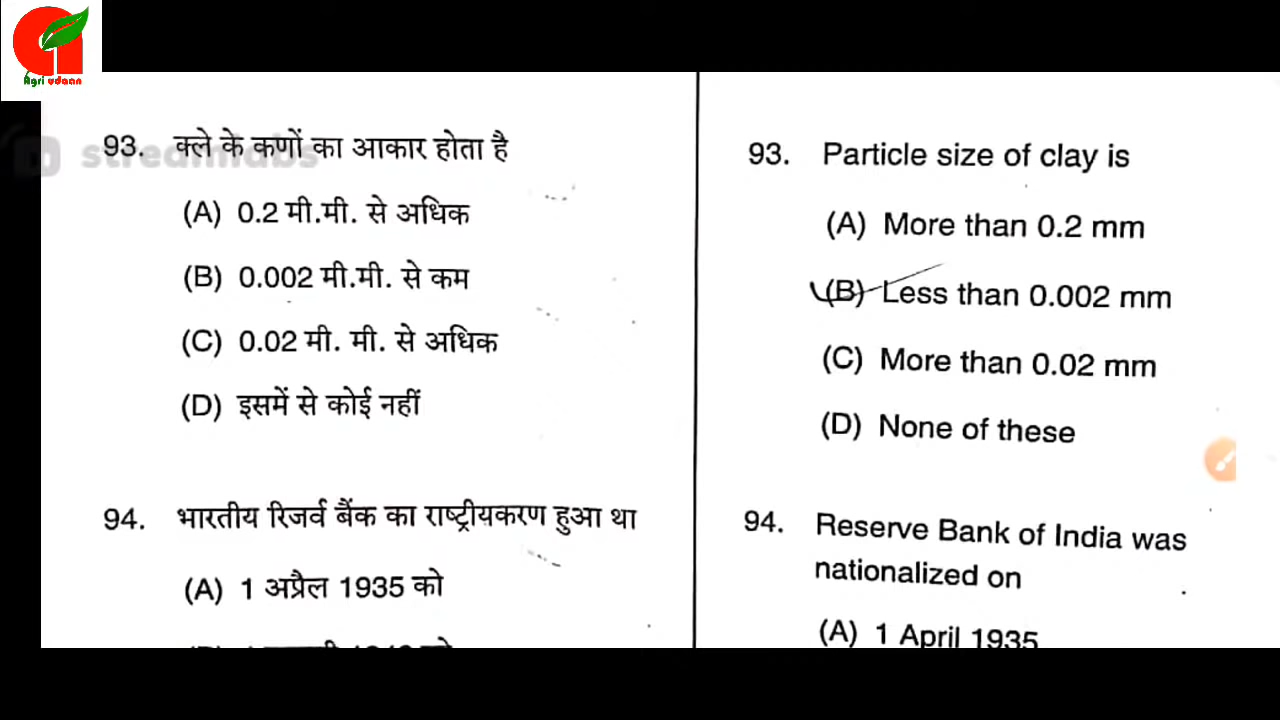 Agri udaan
streamlabs
93. क्ले के कणों का आकार होता है
(A) 0.2 मी.मी. से अधिक
(B) 0.002 मी.मी. से कम
(C) 0.02 मी. मी. से अधिक
(D) इसमें से कोई नहीं
94. भारतीय रिजर्व बैंक का राष्ट्रीयकरण हुआ था
(A) 1 अप्रैल 1935 को
93. Particle size of clay is
(A) More than 0.2 mm
(B) Less than 0.002 mm
(C) More than 0.02 mm
(D) None of these
94. Reserve Bank of India was
nationalized on
(A) 1 April 1935